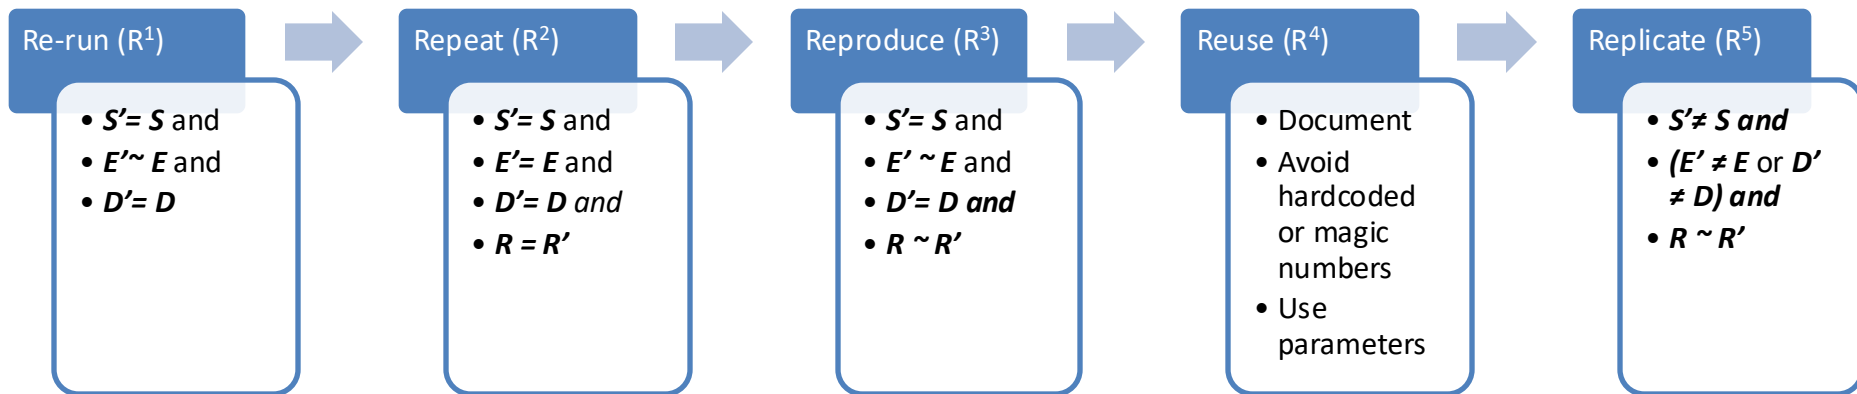 Re-run (R¹)
• S’= S and
• E’~ E and
• D’= D
Repeat (R²)
• S’= S and
• E’= E and
• D’= D and
• R = R’
Reproduce (R³)
• S’= S and
• E’ ~ E and
• D’= D and
• R ~ R’
Reuse (R⁴)
• Document
• Avoid
hardcoded
or magic
numbers
• Use
parameters
Replicate (R⁵)
• S’≠ S and
• (E’ ≠ E or D’
≠ D) and
• R ~ R’